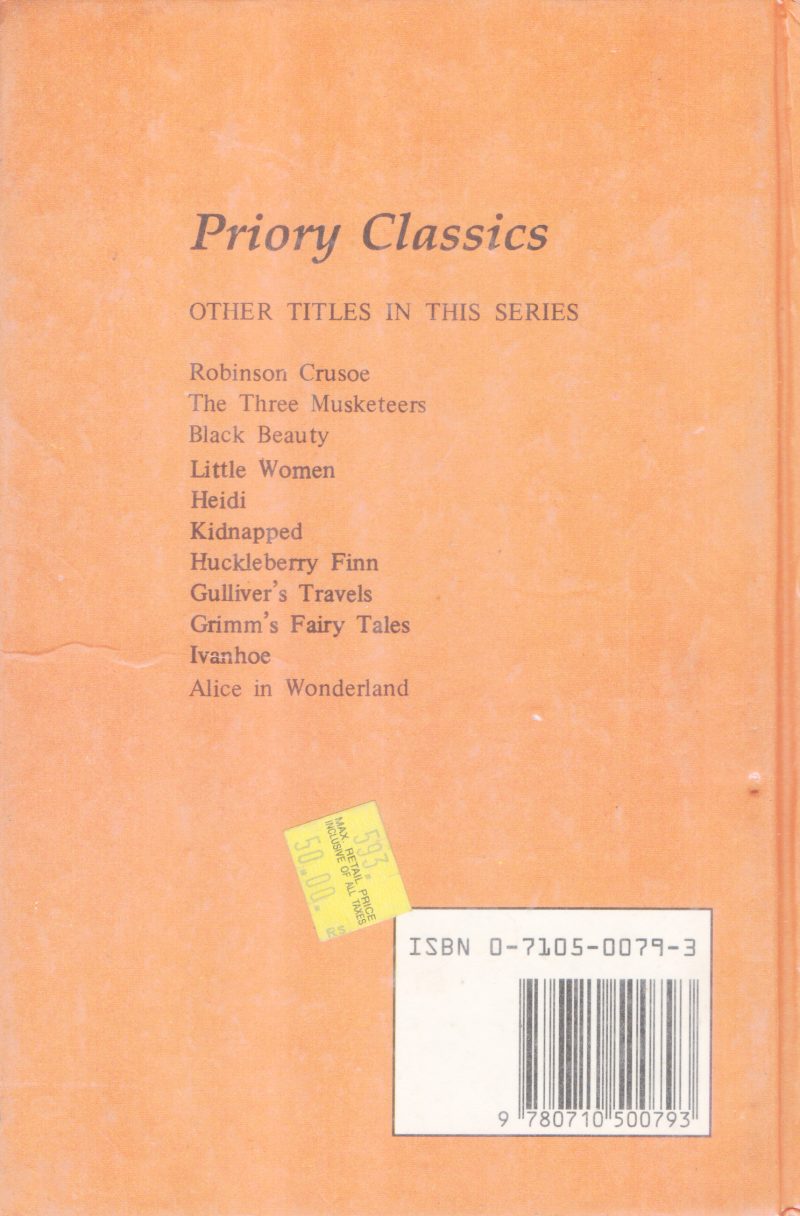 Priory Classics
OTHER TITLES IN THIS SERIES
Robinson Crusoe
The Three Musketeers
Black Beauty
Little Women
Heidi
Kidnapped
Huckleberry Finn
Gulliver's Travels
Grimm's Fairy Tales
Ivanhoe
Alice in Wonderland
593.
MAX. RETAIL PRICE
INCLUSIVE OF ALL TAXES
50.00.
RS
ISBN 0-7105-0079-3
9 780710 500793